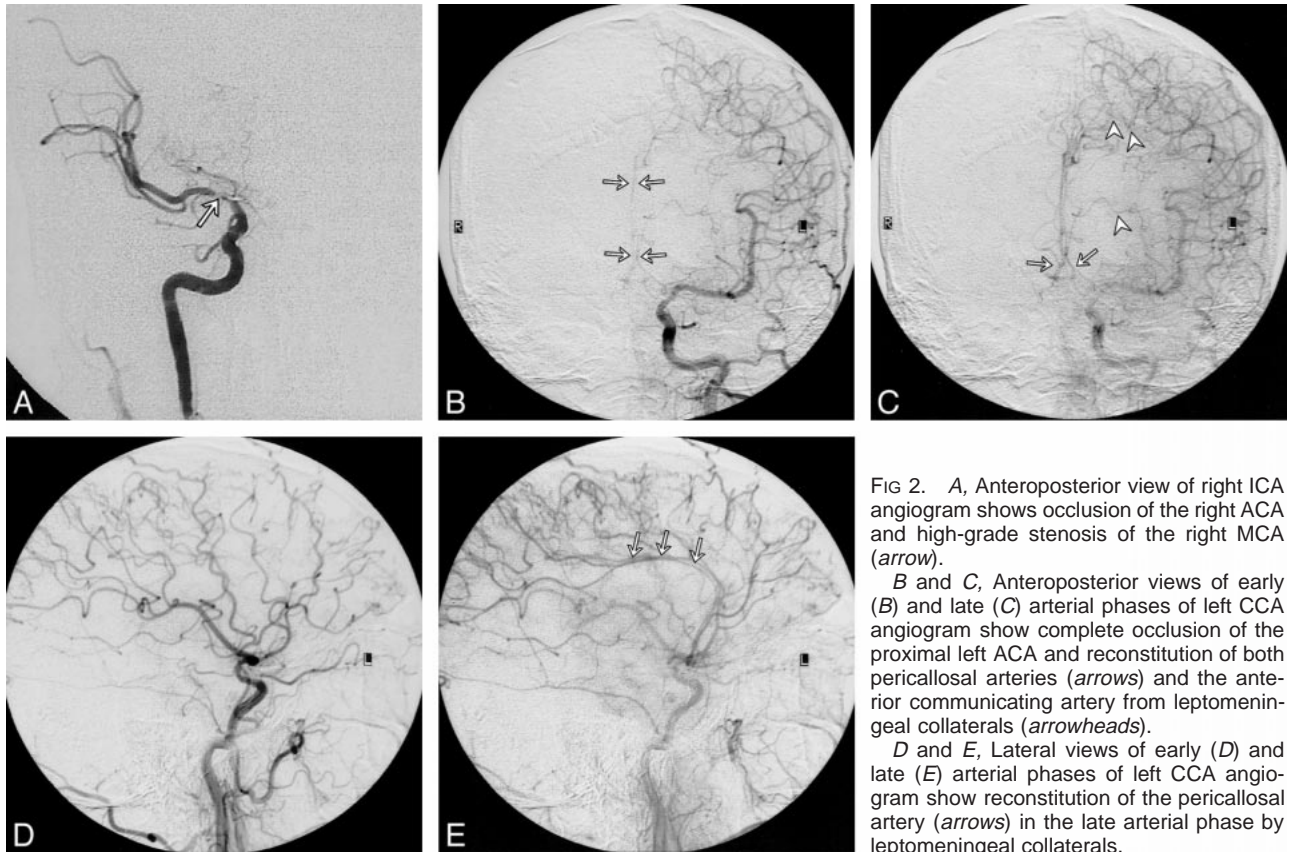 A
B
C
R
L
R
L
D
E
L
L
FIG 2. A, Anteroposterior view of right ICA
angiogram shows occlusion of the right ACA
and high-grade stenosis of the right MCA
(arrow).
B and C, Anteroposterior views of early
(B) and late (C) arterial phases of left CCA
angiogram show complete occlusion of the
proximal left ACA and reconstitution of both
pericallosal arteries (arrows) and the ante-
rior communicating artery from leptomenin-
geal collaterals (arrowheads).
D and E, Lateral views of early (D) and
late (E) arterial phases of left CCA angio-
gram show reconstitution of the pericallosal
artery (arrows) in the late arterial phase by
leptomeningeal collaterals.